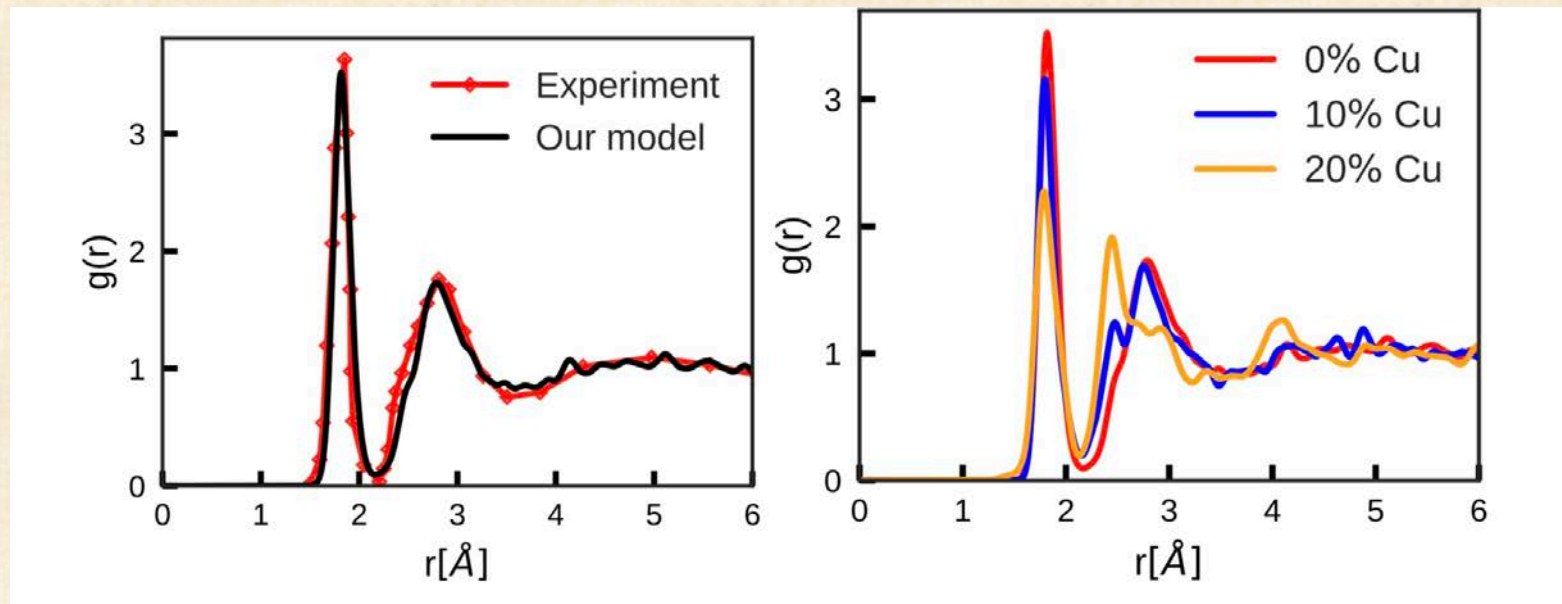 Experiment
Our model
3
2
1
0
g(r)
0 1 2 3 4 5 6
r[Å]
0% Cu
10% Cu
20% Cu
3
2
1
0
g(r)
0 1 2 3 4 5 6
r[Å]